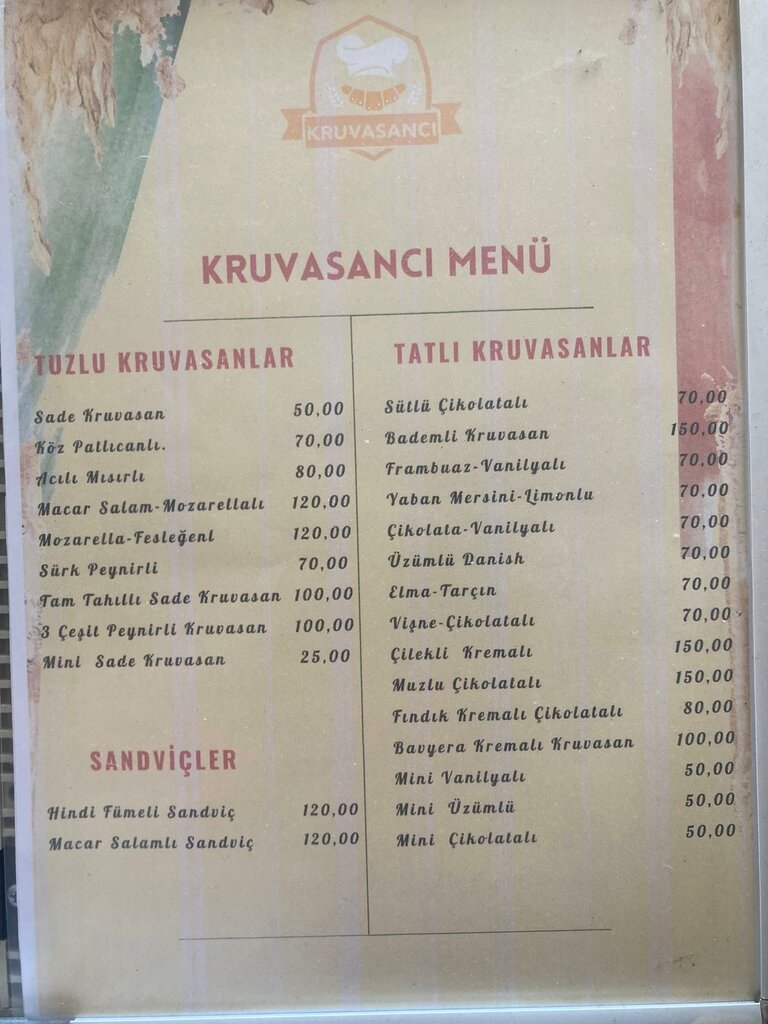 KRUVASANCI
KRUVASANCI MENÜ
TUZLU KRUVASANLAR
Sade Kruvasan 50,00
Köz Patlıcanlı. 70,00
Acılı Mısırlı 80,00
Macar Salam-Mozarellalı 120,00
Mozarella-Fesleğenl 120,00
Sürk Peynirli 70,00
Tam Tahıllı Sade Kruvasan 100,00
3 Çeşit Peynirli Kruvasan 100,00
Mini Sade Kruvasan 25,00
SANDVİÇLER
Hindi Fümeli Sandviç 120,00
Macar Salamlı Sandviç 120,00
TATLI KRUVASANLAR
Sütlü Çikolatalı 70,00
Bademli Kruvasan 150,00
Frambuaz-Vanilyalı 70,00
Yaban Mersini-Limonlu 70,00
Çikolata-Vanilyalı 70,00
Üzümlü Danish 70,00
Elma-Tarçın 70,00
Vişne-Çikolatalı 70,00
Çilekli Kremalı 150,00
Muzlu Çikolatalı 150,00
Fındık Kremalı Çikolatalı 80,00
Bavyera Kremalı Kruvasan 100,00
Mini Vanilyalı 50,00
Mini Üzümlü 50,00
Mini Çikolatalı 50,00